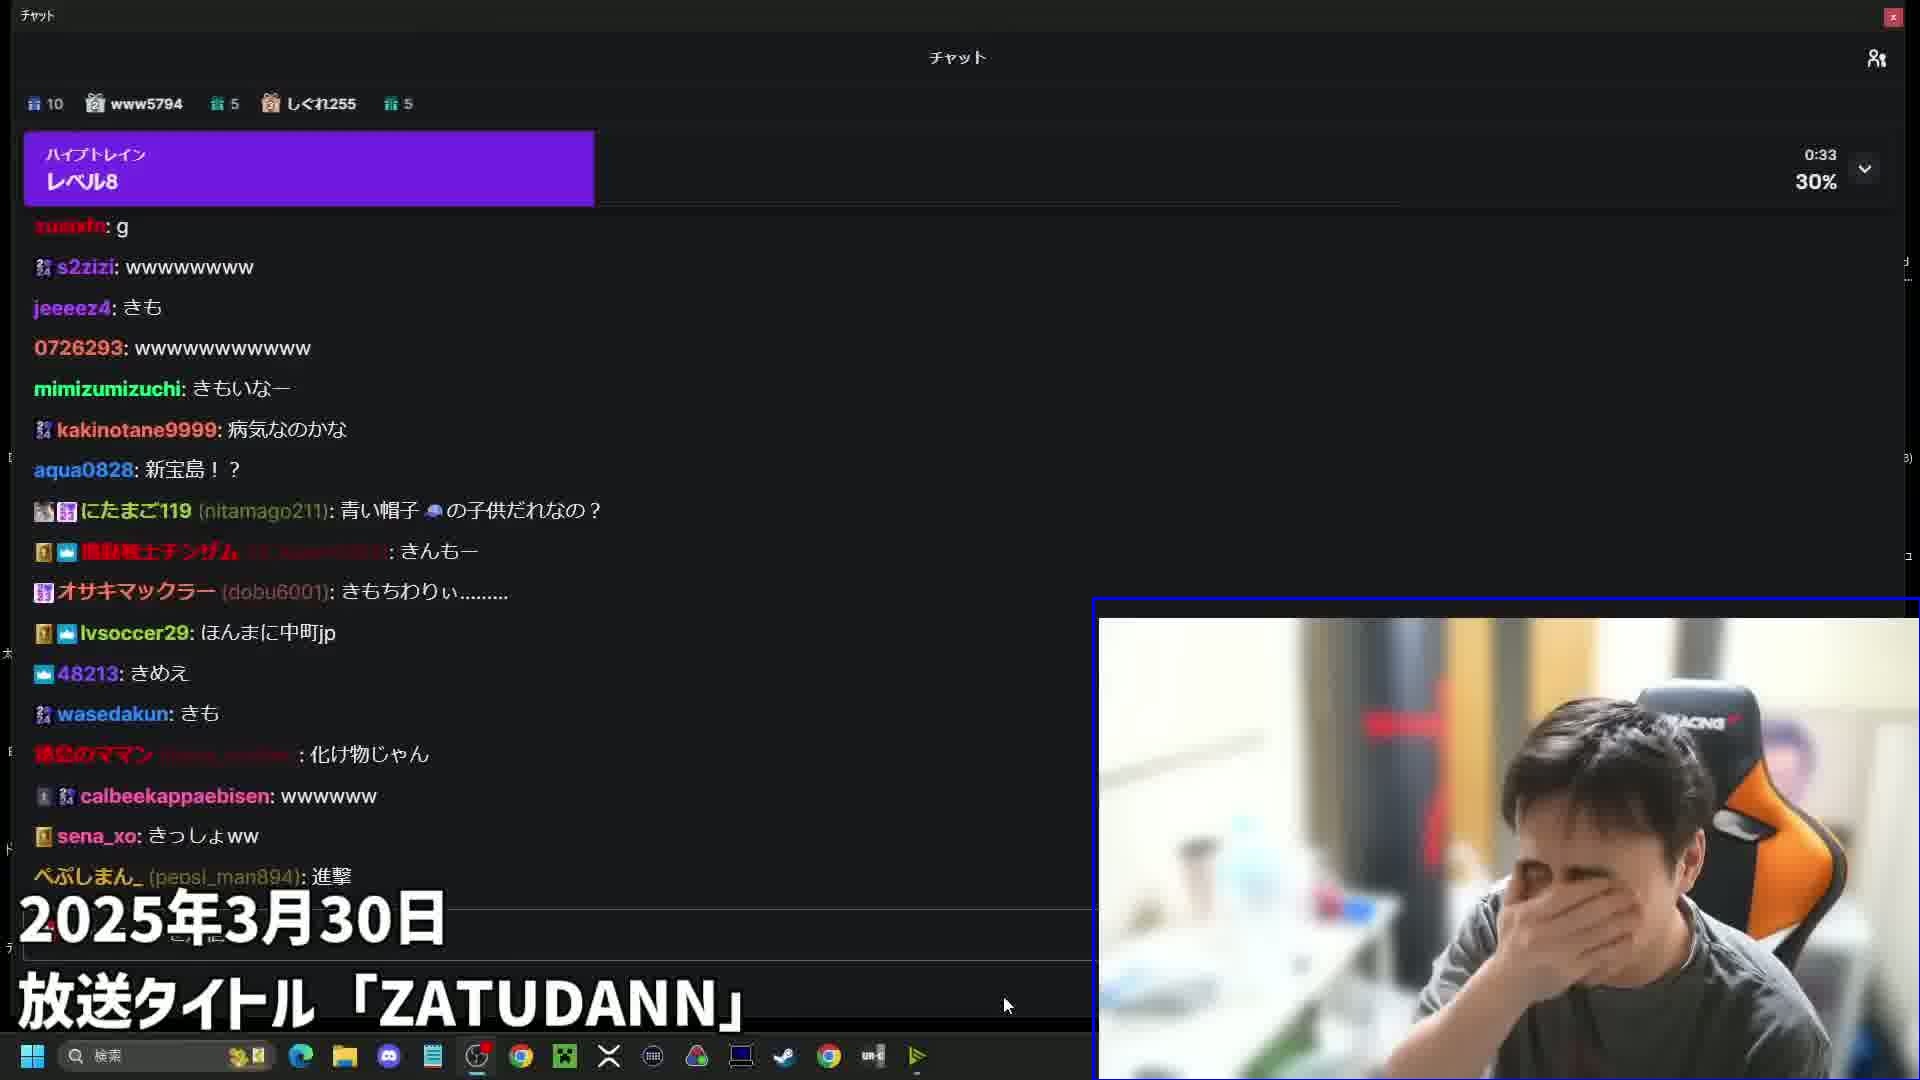 チャット
チャット
10 www5794 5 しぐれ255 5
ハイプトレイン
レベル8
0:33
30%
: g
s2zizi: wwwwwwww
jeeeez4: きも
0726293: wwwwwwwwwww
mimizumizuchi: きもいなー
kakinotane9999: 病気なのかな
aqua0828: 新宝島！？
にたまご119 (nitamago211): 青い帽子🧢の子供だれなの？
機動戦士チンザム : きんもー
オサキマックラー (dobu6001): きもちわりぃ.........
lvsoccer29: ほんまに中町jp
48213: きめえ
wasedakun: きも
のママン : 化け物じゃん
calbeekappaebisen: wwwwww
sena_xo: きっしょww
ぺぷしまん_ (pepsi_man894): 進撃
2025年3月30日
放送タイトル「ZATUDANN」
検索
UR-C
RACING